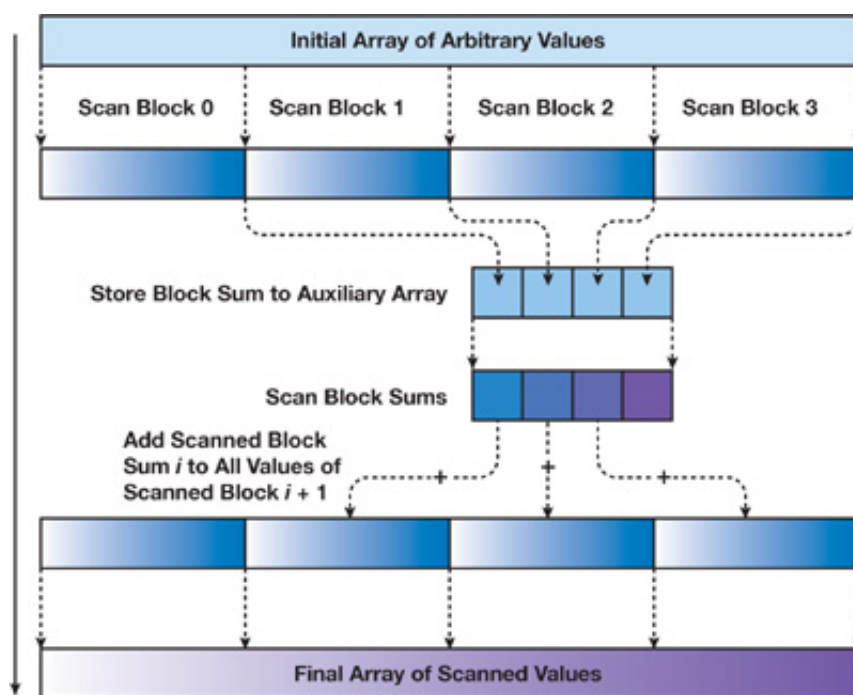 Initial Array of Arbitrary Values
Scan Block 0
Scan Block 1
Scan Block 2
Scan Block 3
Store Block Sum to Auxiliary Array
Scan Block Sums
Add Scanned Block
Sum i to All Values of
Scanned Block i + 1
+
+
+
Final Array of Scanned Values